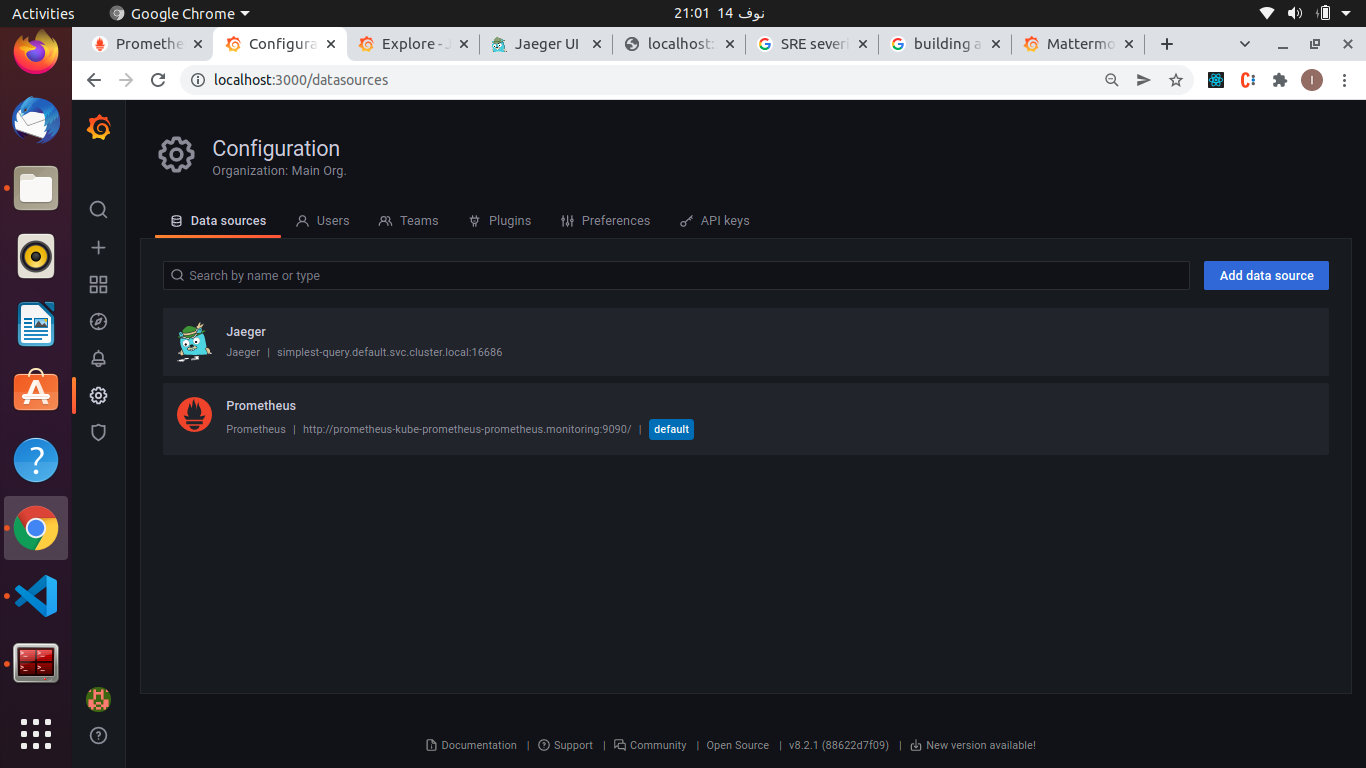 Activities Google Chrome 21:01 14 نوف
Promethe Configura Explore - J Jaeger UI localhost: SRE severi building a Mattermo
localhost:3000/datasources
I
Configuration
Organization: Main Org.
Data sources Users Teams Plugins Preferences API keys
Search by name or type Add data source
Jaeger
Jaeger | simplest-query.default.svc.cluster.local:16686
Prometheus
Prometheus | http://prometheus-kube-prometheus-prometheus.monitoring:9090/ | default
Documentation | Support | Community | Open Source | v8.2.1 (88622d7f09) | New version available!